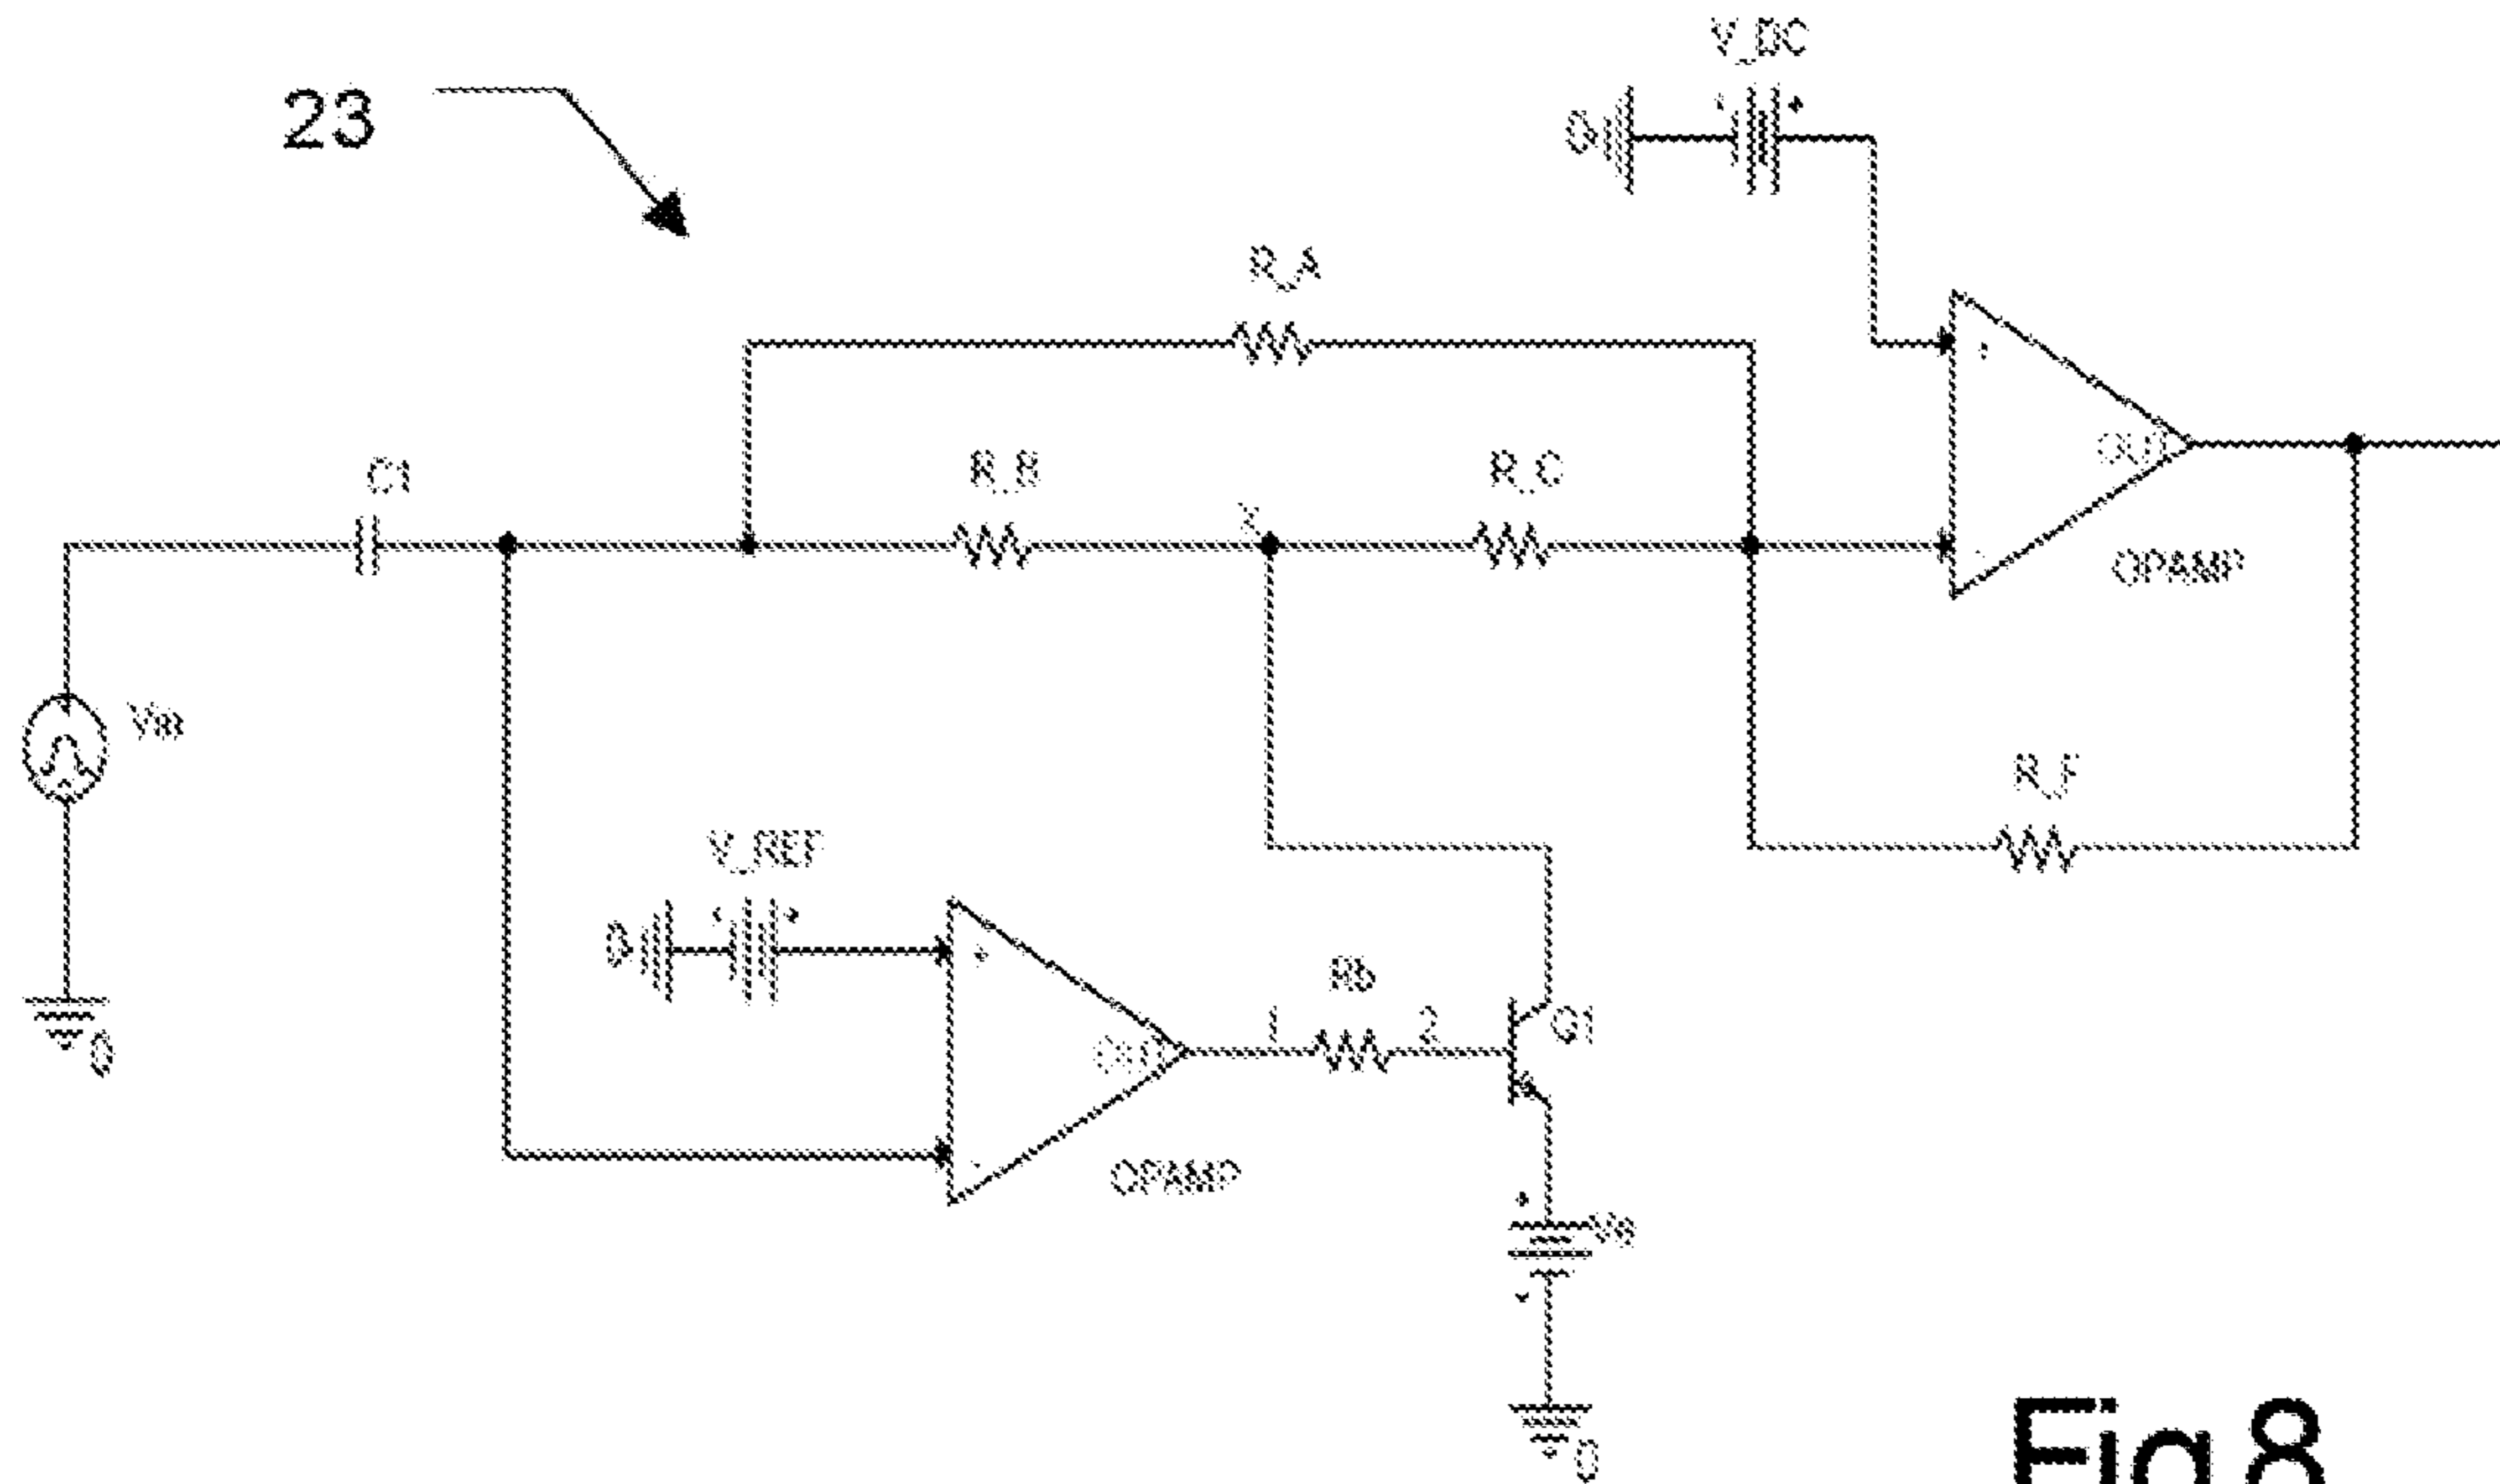 V_DC
23
0
R_A
C1
R_B
R_C
X
OUT
OPAMP
Vin
R_F
V_REF
0
Rb
1
2
Q1
OUT
0
OPAMP
0
Fig 8